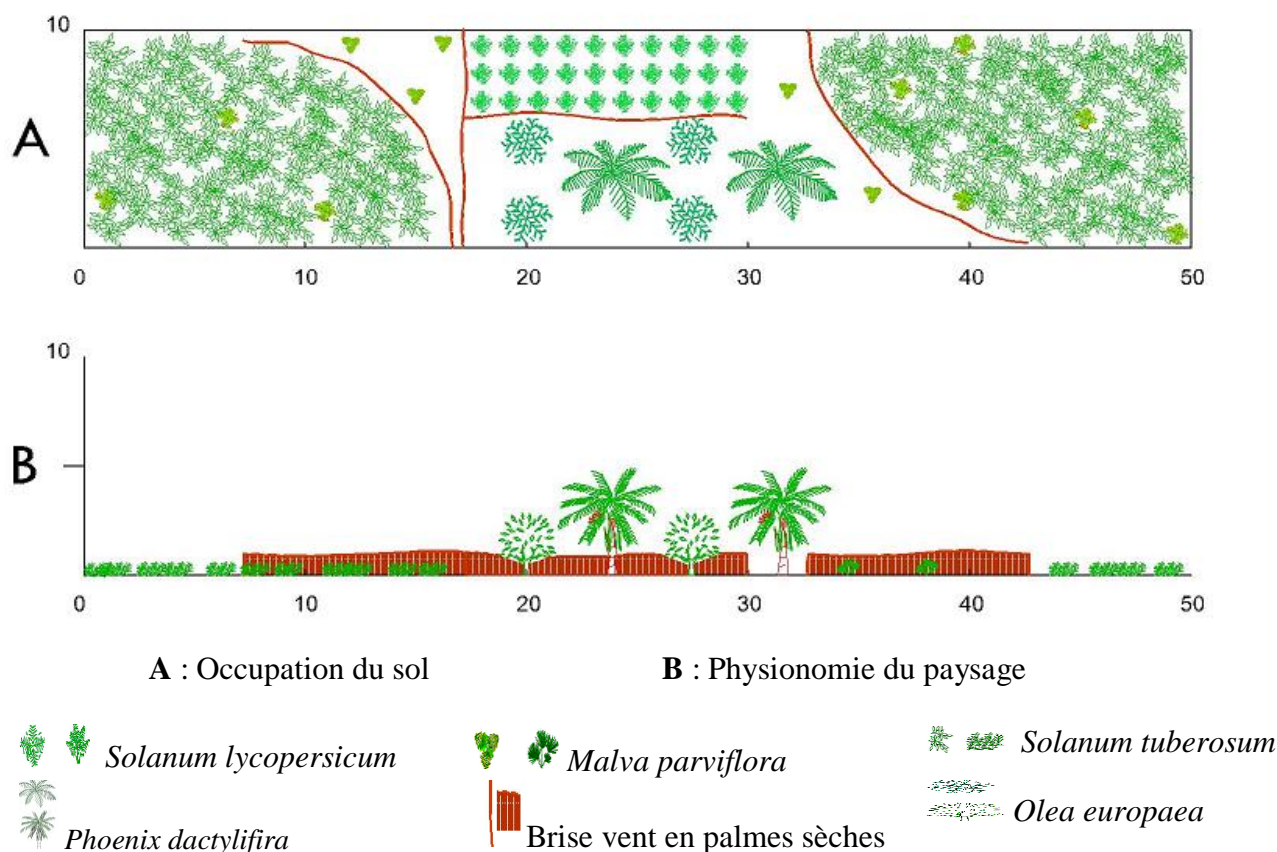 10
A
0 10 20 30 40 50
10
B
0 10 20 30 40 50
A : Occupation du sol B : Physionomie du paysage
Solanum lycopersicum Malva parviflora Solanum tuberosum
Phoenix dactylifira Brise vent en palmes sèches Olea europaea